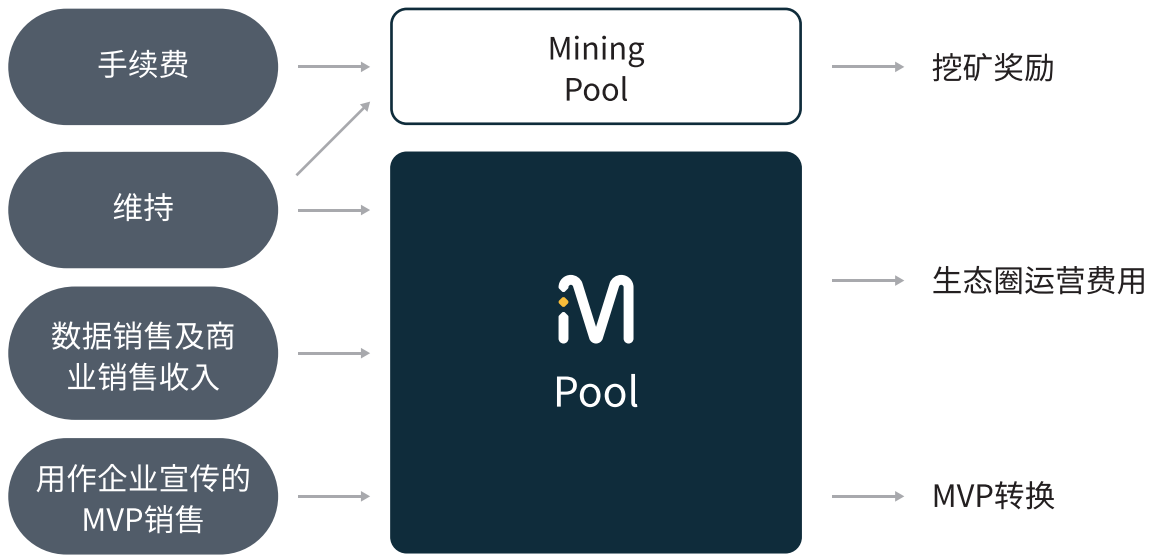 手续费
Mining
Pool
挖矿奖励
维持
数据销售及商
业销售收入
用作企业宣传的
MVP销售
iM
Pool
生态圈运营费用
MVP转换